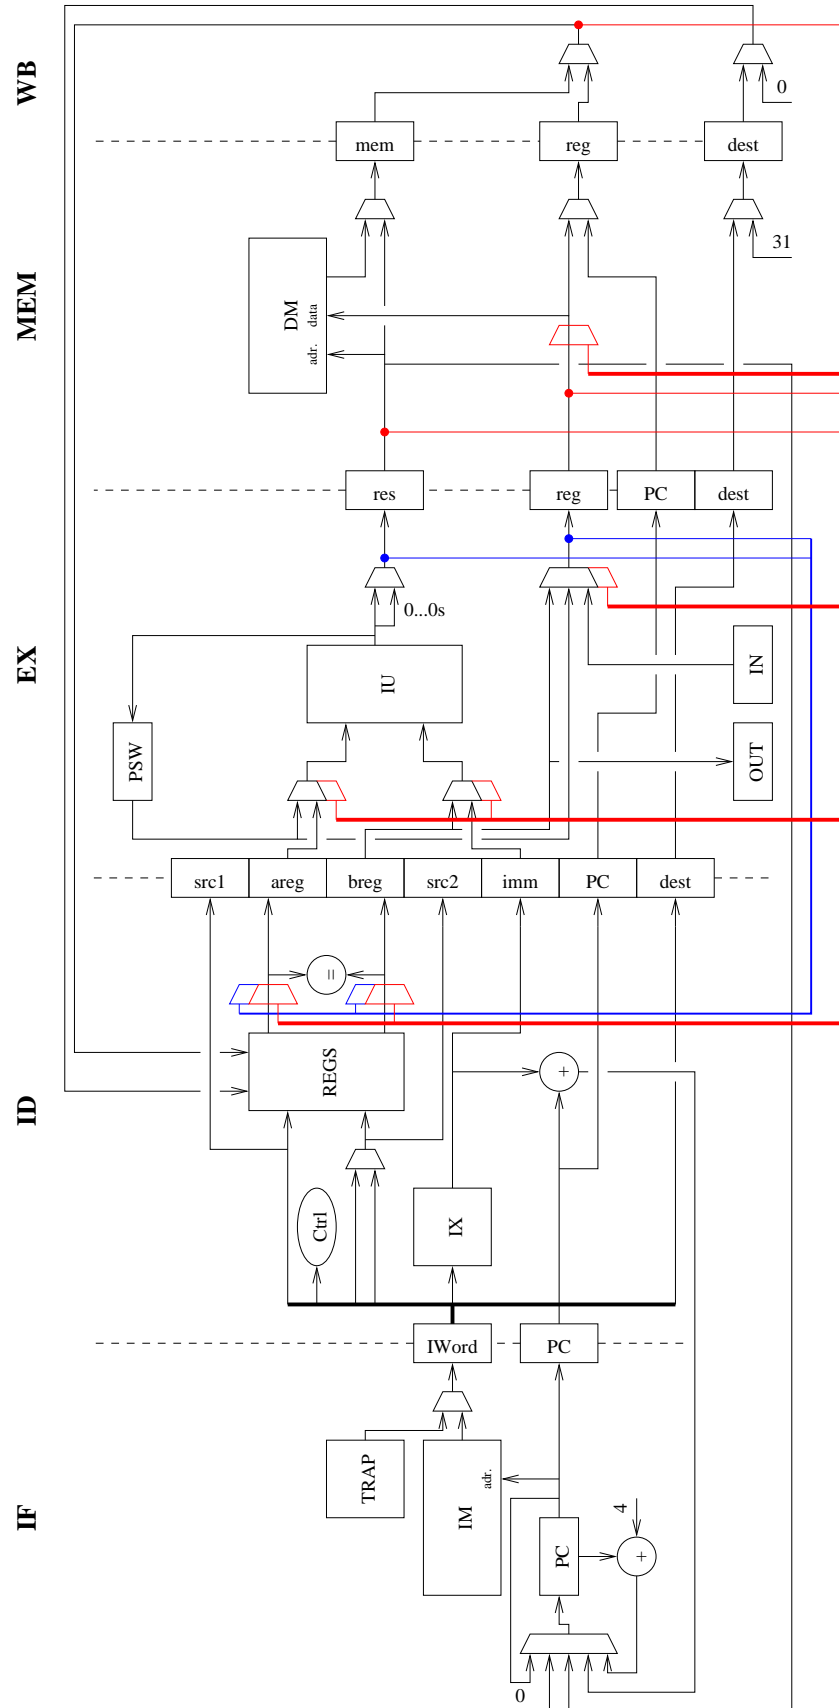 WB
0
mem
reg
dest
31
MEM
DM
data
adr.
res
reg
PC
dest
0...0s
EX
IU
IN
PSW
OUT
src1
areg
breg
src2
imm
PC
dest
=
REGS
+
ID
Ctrl
IX
IWord
PC
TRAP
IM
adr.
IF
4
PC
+
0